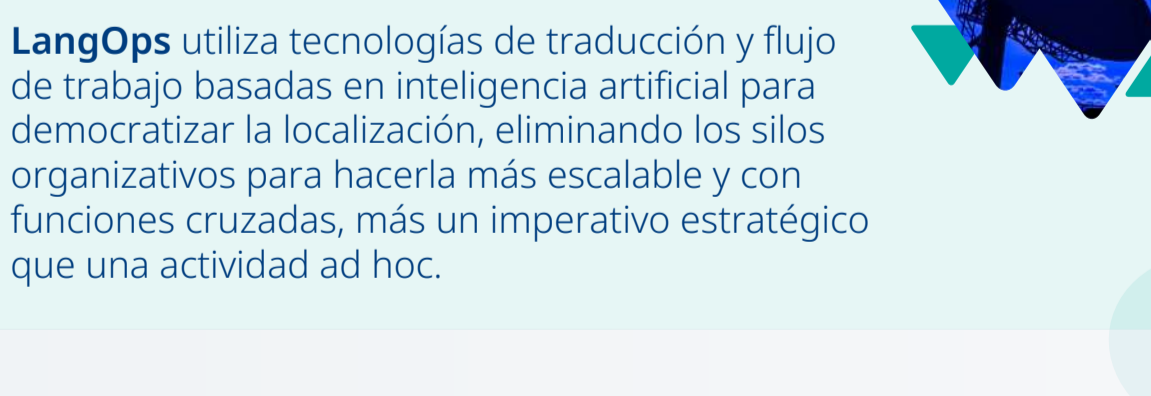 LangOps utiliza tecnologías de traducción y flujo
de trabajo basadas en inteligencia artificial para
democratizar la localización, eliminando los silos
organizativos para hacerla más escalable y con
funciones cruzadas, más un imperativo estratégico
que una actividad ad hoc.